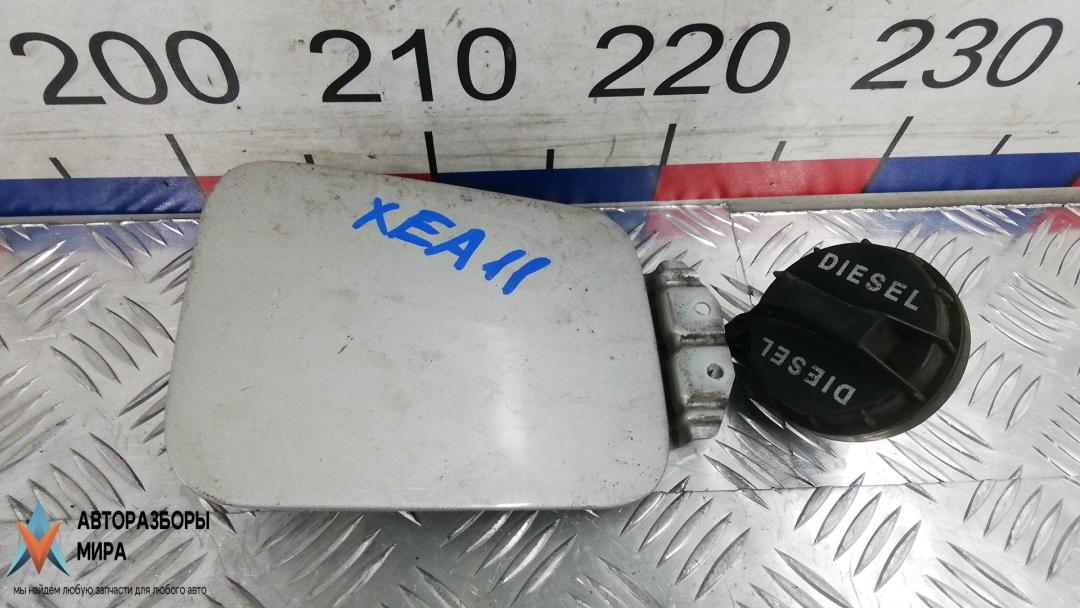 200 210 220 230
XEA11
DIESEL
DIESEL
АВТОРАЗБОРЫ
МИРА
мы найдем любую запчасти для любого авто